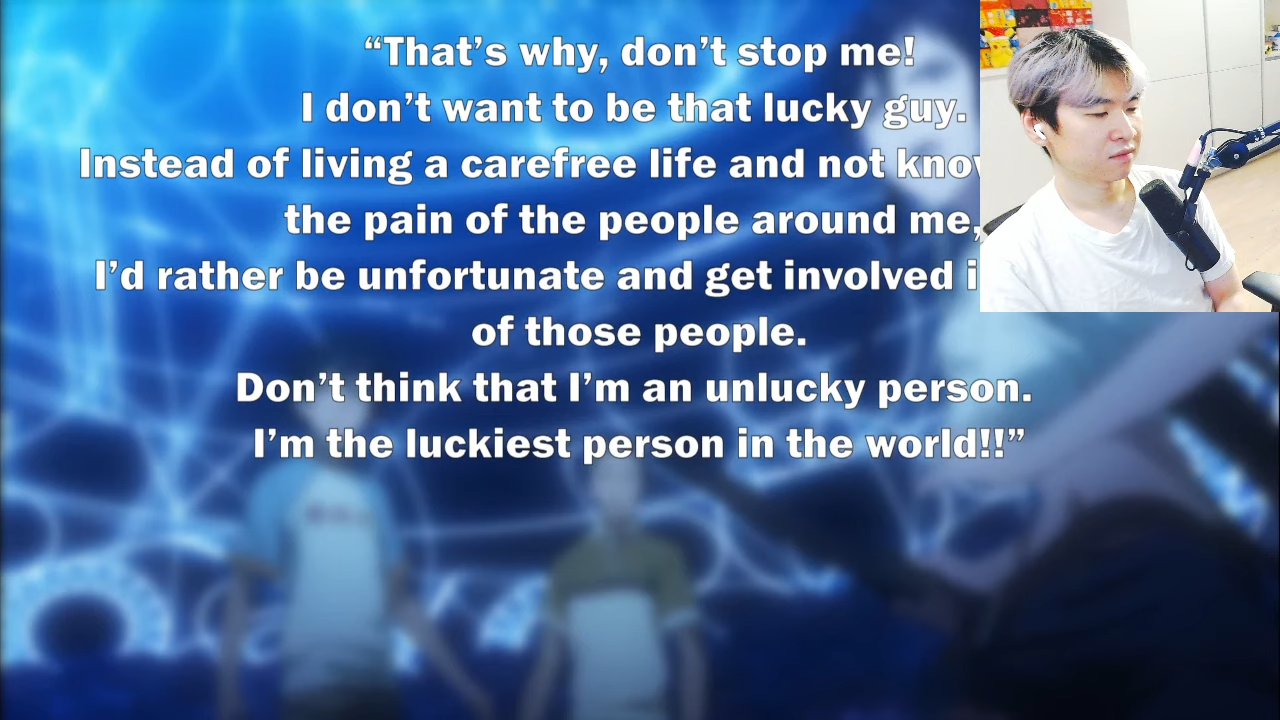 “That’s why, don’t stop me!
I don’t want to be that lucky guy.
Instead of living a carefree life and not
the pain of the people around me,
I’d rather be unfortunate and get involved
of those people.
Don’t think that I’m an unlucky person.
I’m the luckiest person in the world!!”